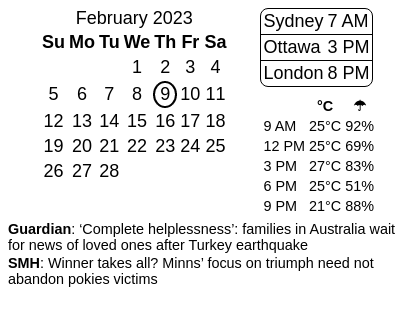 February 2023
Su Mo Tu We Th Fr Sa
1 2 3 4
5 6 7 8 9 10 11
12 13 14 15 16 17 18
19 20 21 22 23 24 25
26 27 28
Sydney 7 AM
Ottawa 3 PM
London 8 PM
°C ☂
9 AM 25°C 92%
12 PM 25°C 69%
3 PM 27°C 83%
6 PM 25°C 51%
9 PM 21°C 88%
Guardian: ‘Complete helplessness’: families in Australia wait
for news of loved ones after Turkey earthquake
SMH: Winner takes all? Minns’ focus on triumph need not
abandon pokies victims